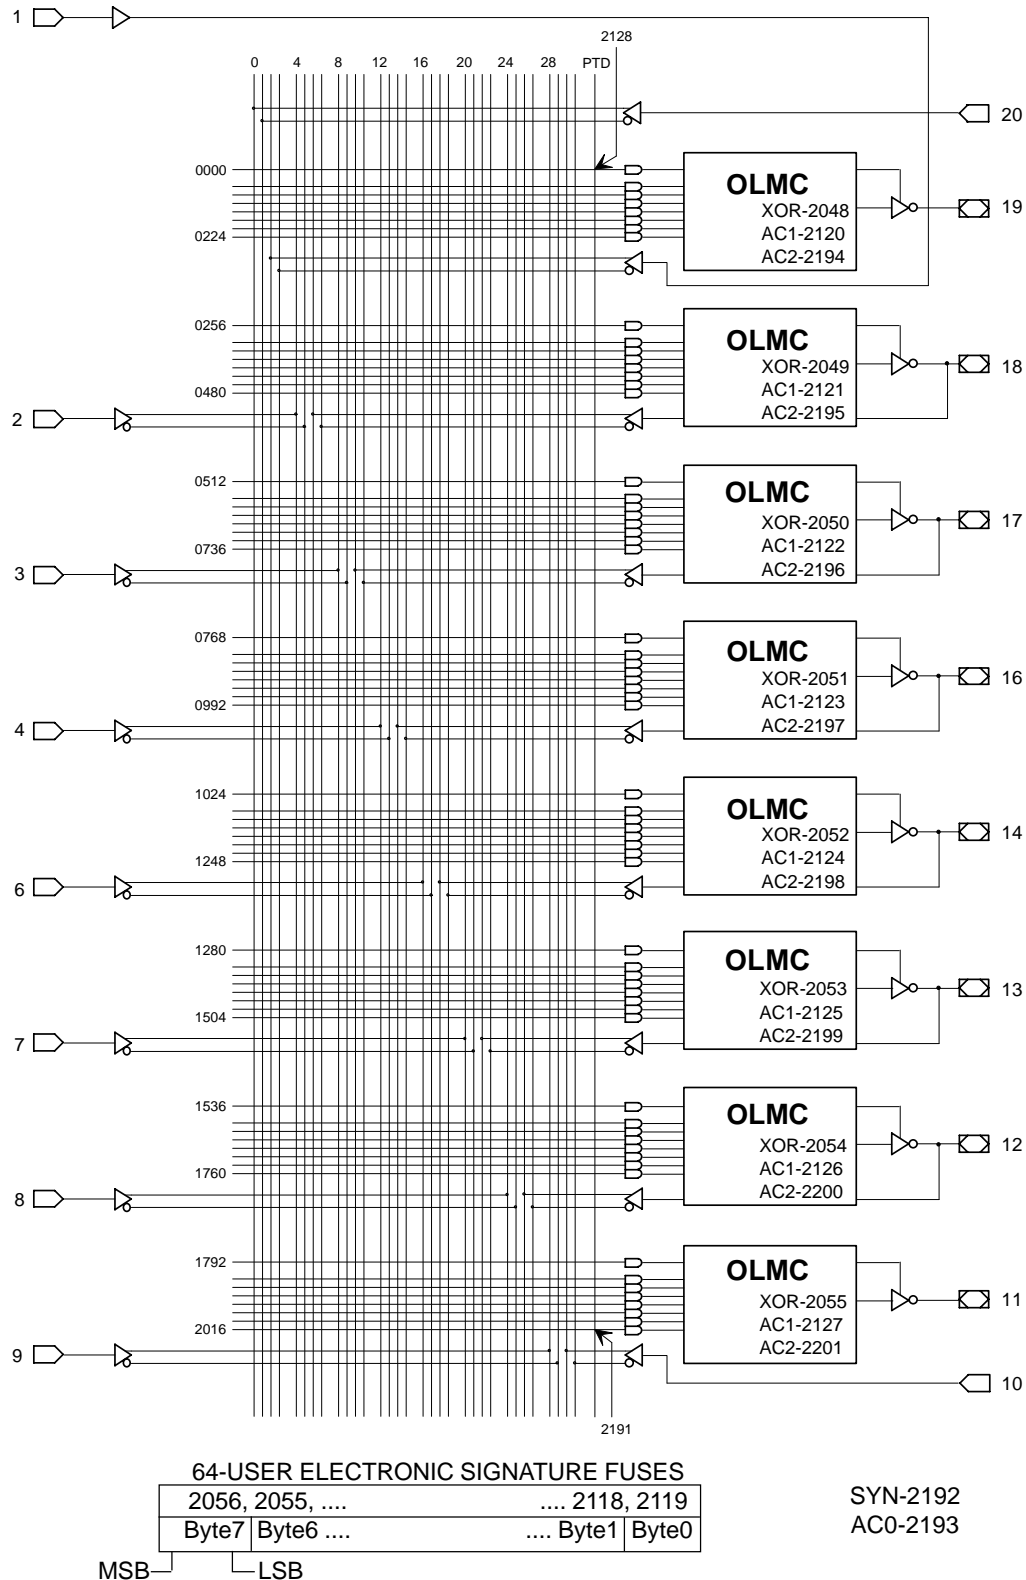 1
2128
0 4 8 12 16 20 24 28 PTD
20
0000
OLMC
XOR-2048
19
AC1-2120
0224
AC2-2194
0256
OLMC
XOR-2049
18
AC1-2121
0480
2
AC2-2195
0512
OLMC
XOR-2050
17
AC1-2122
0736
3
AC2-2196
0768
OLMC
XOR-2051
16
AC1-2123
0992
4
AC2-2197
1024
OLMC
XOR-2052
14
AC1-2124
1248
6
AC2-2198
1280
OLMC
XOR-2053
13
AC1-2125
1504
7
AC2-2199
1536
OLMC
XOR-2054
12
AC1-2126
1760
8
AC2-2200
1792
OLMC
XOR-2055
11
AC1-2127
2016
9
AC2-2201
10
2191
64-USER ELECTRONIC SIGNATURE FUSES
2056, 2055, .... .... 2118, 2119
Byte7 Byte6 .... .... Byte1 Byte0
MSB LSB
SYN-2192
AC0-2193